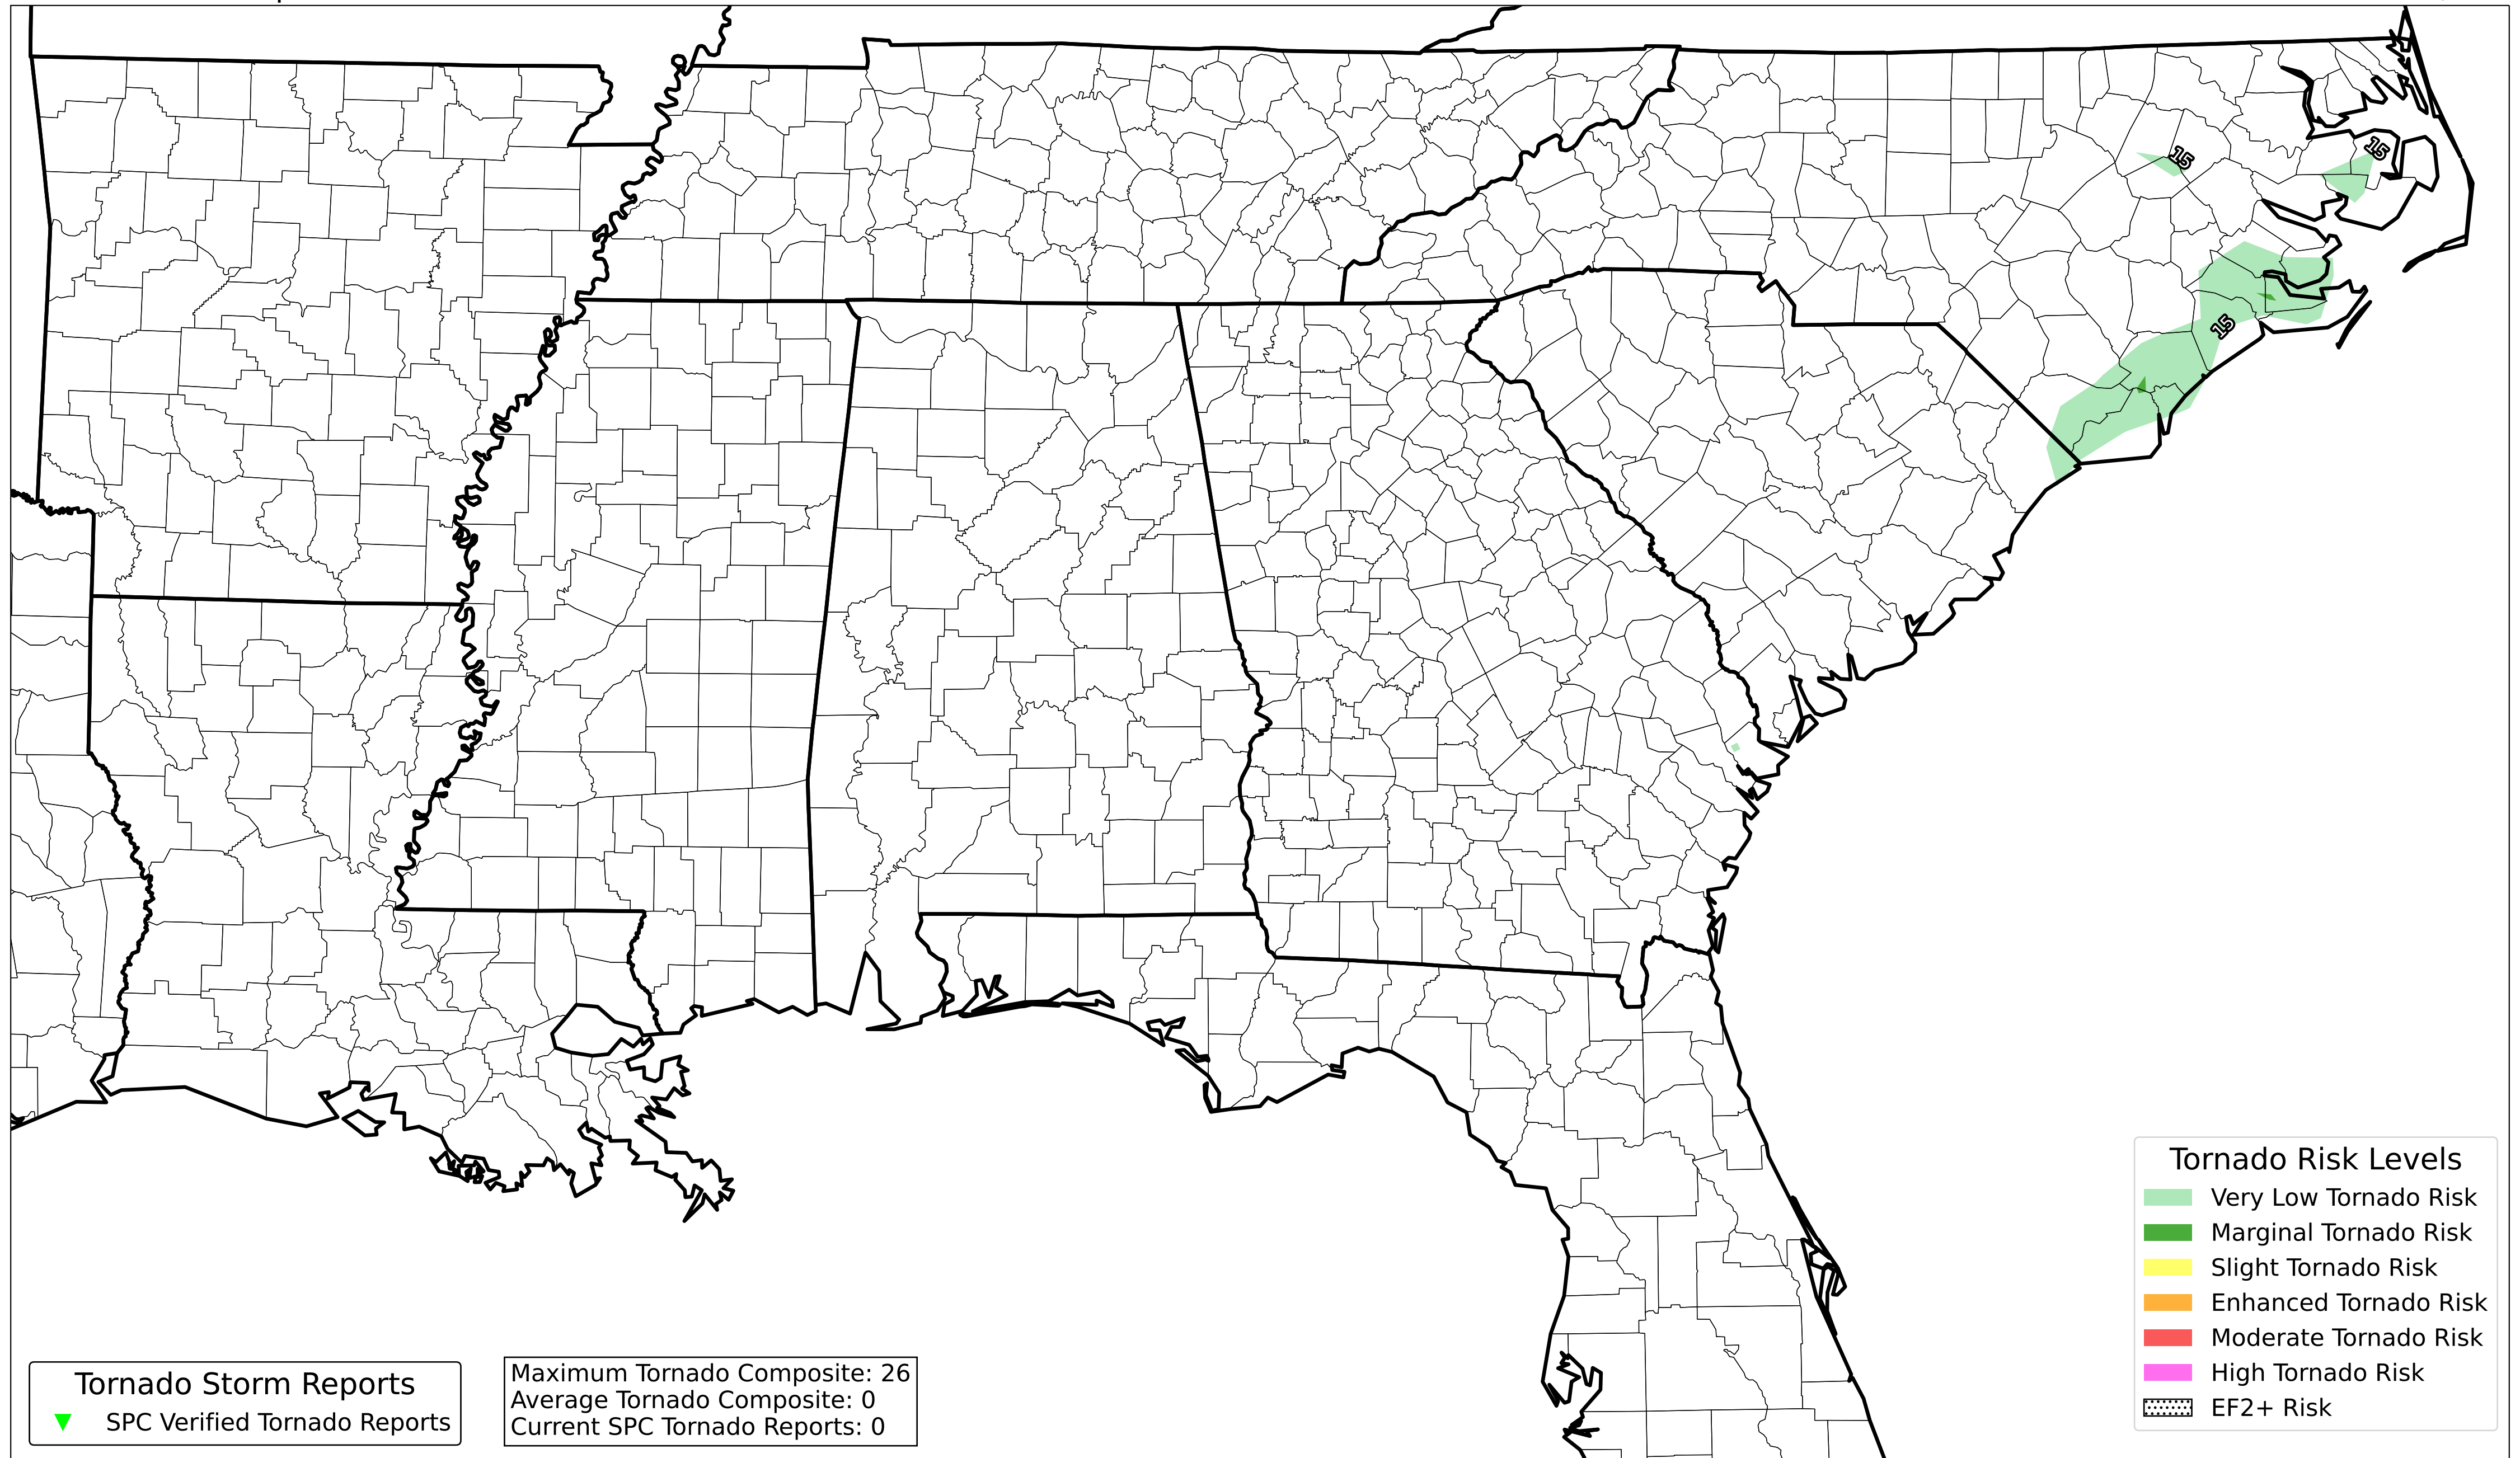 15
15
15
Tornado Risk Levels
Very Low Tornado Risk
Marginal Tornado Risk
Slight Tornado Risk
Enhanced Tornado Risk
Moderate Tornado Risk
High Tornado Risk
EF2+ Risk
Tornado Storm Reports
SPC Verified Tornado Reports
Maximum Tornado Composite: 26
Average Tornado Composite: 0
Current SPC Tornado Reports: 0